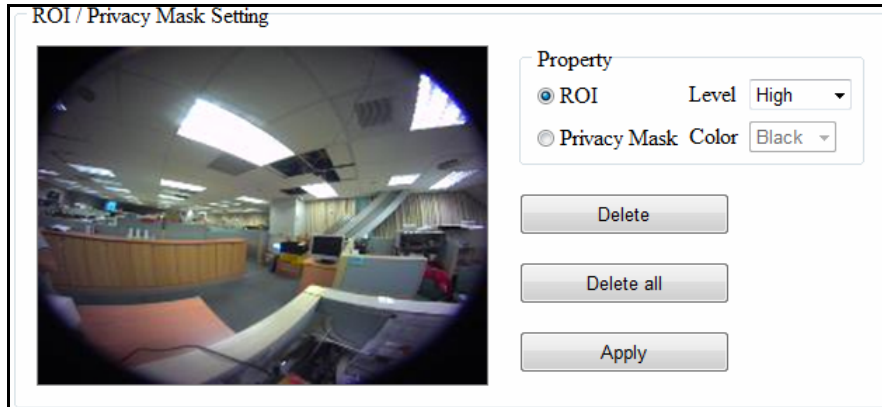 ROI / Privacy Mask Setting
Property
ROI Level High
Privacy Mask Color Black
Delete
Delete all
Apply